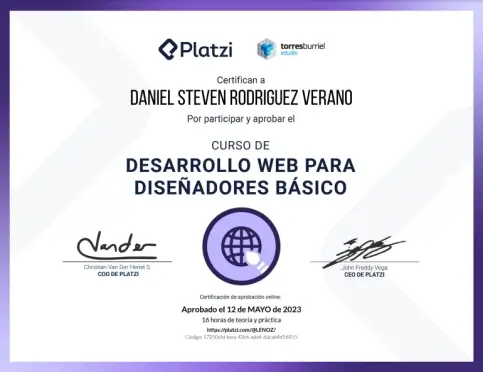 Platzi
torresburriel
estudio
Certifican a
DANIEL STEVEN RODRIGUEZ VERANO
Por participar y aprobar el
CURSO DE
DESARROLLO WEB PARA
DISEÑADORES BÁSICO
Christian Van Der Henst S
COO DE PLATZI
John Freddy Vega
CEO DE PLATZI
Certificación de aprobación online:
Aprobado el 12 de MAYO de 2023
16 horas de teoría y práctica
https://platzi.com/@LENOZ/
Código: